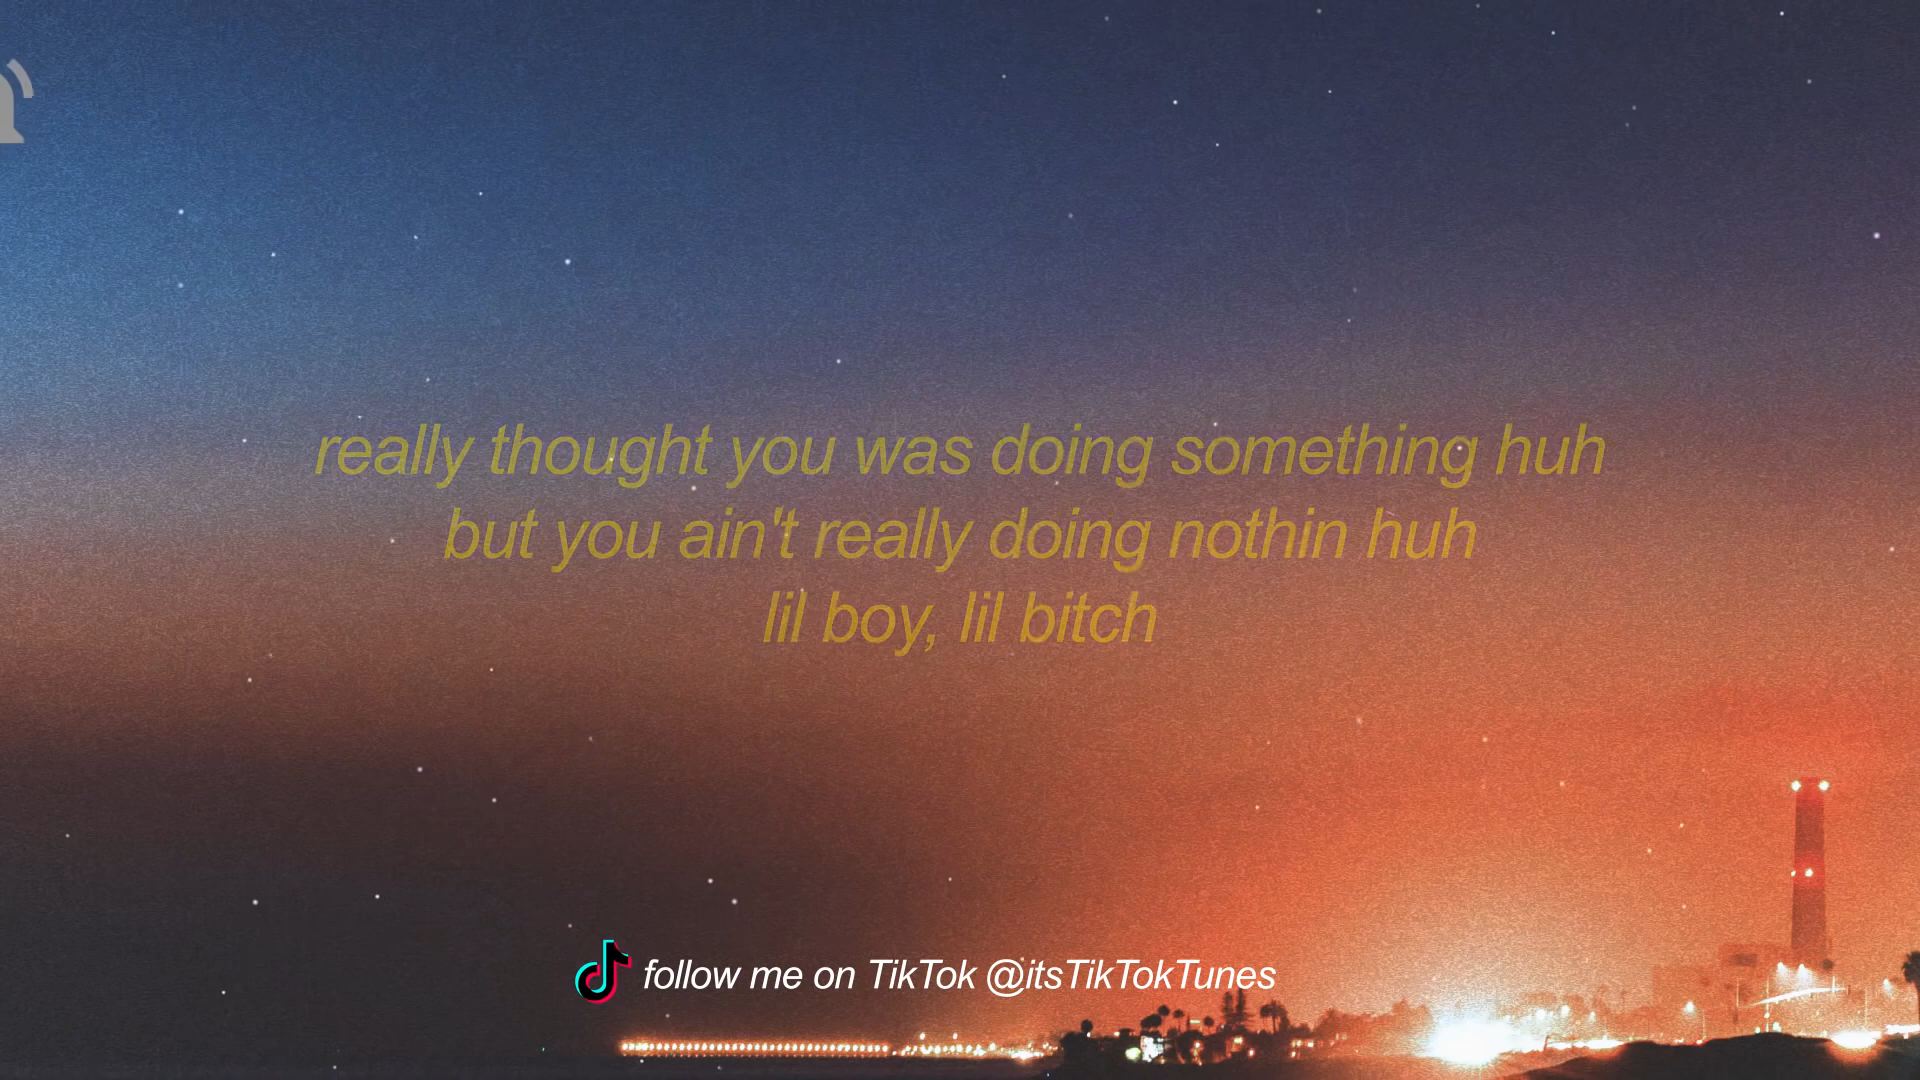 really thought you was doing something huh
but you ain't really doing nothin huh
lil boy, lil bitch
follow me on TikTok @itsTikTokTunes